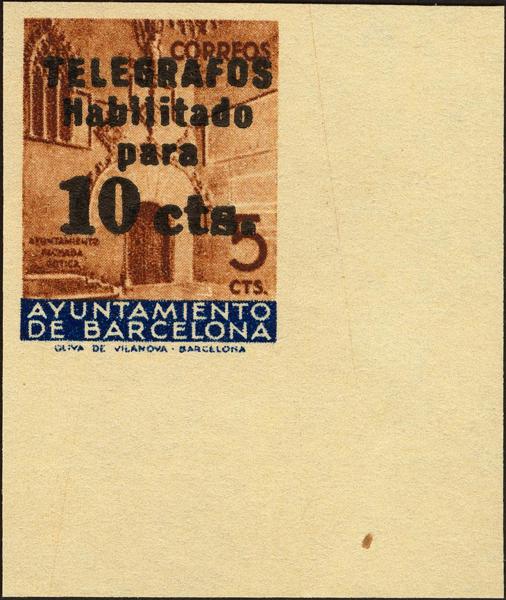 CORREOS
TELEGRAFOS
Habilitado
para
10 cts.
5
CTS.
AYUNTAMIENTO
FACHADA
GOTICA
AYUNTAMIENTO
DE BARCELONA
OLIVA DE VILANOVA - BARCELONA